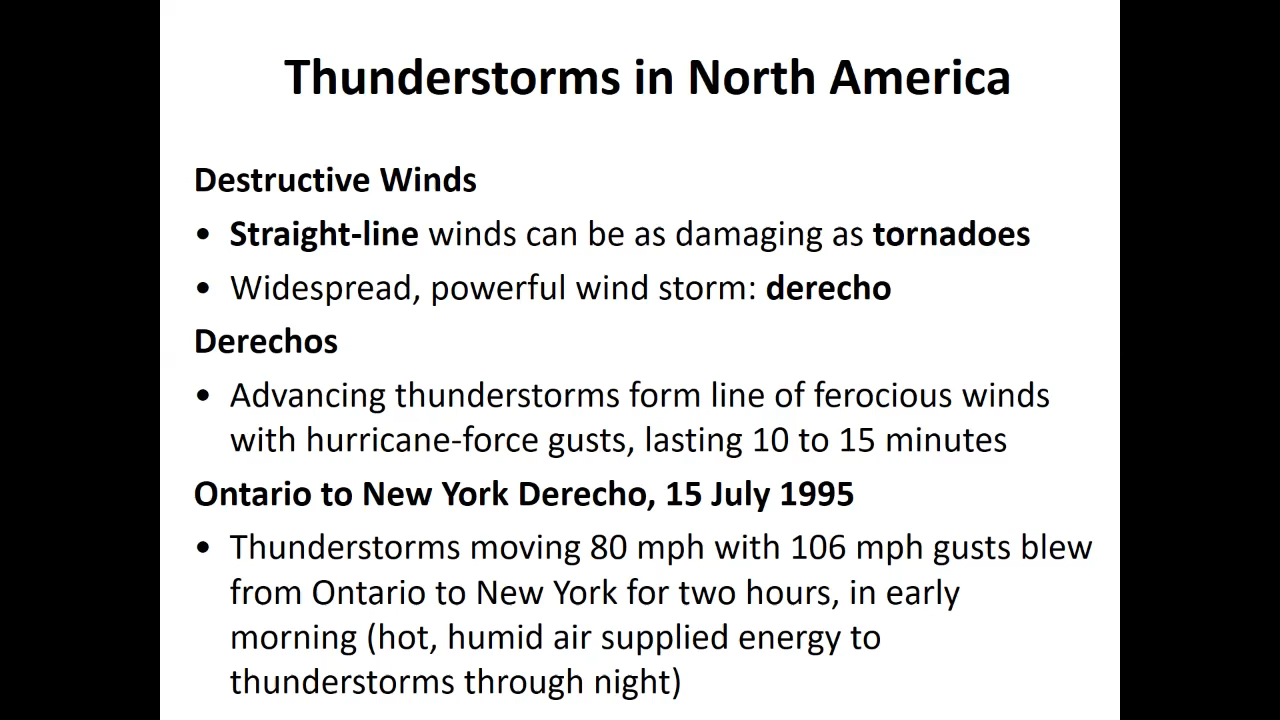 Thunderstorms in North America
Destructive Winds
• Straight-line winds can be as damaging as tornadoes
• Widespread, powerful wind storm: derecho
Derechos
• Advancing thunderstorms form line of ferocious winds
with hurricane-force gusts, lasting 10 to 15 minutes
Ontario to New York Derecho, 15 July 1995
• Thunderstorms moving 80 mph with 106 mph gusts blew
from Ontario to New York for two hours, in early
morning (hot, humid air supplied energy to
thunderstorms through night)